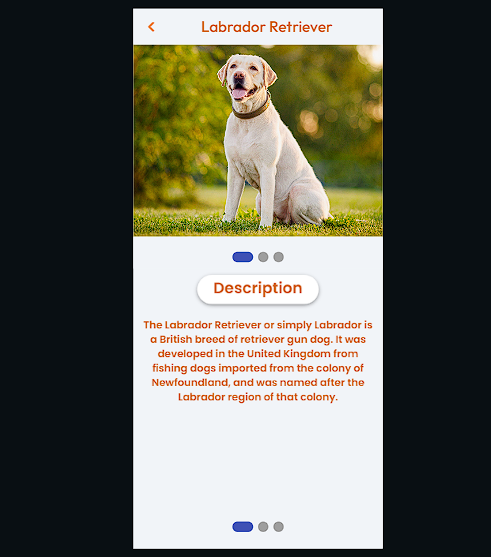 Labrador Retriever
Description
The Labrador Retriever or simply Labrador is
a British breed of retriever gun dog. It was
developed in the United Kingdom from
fishing dogs imported from the colony of
Newfoundland, and was named after the
Labrador region of that colony.